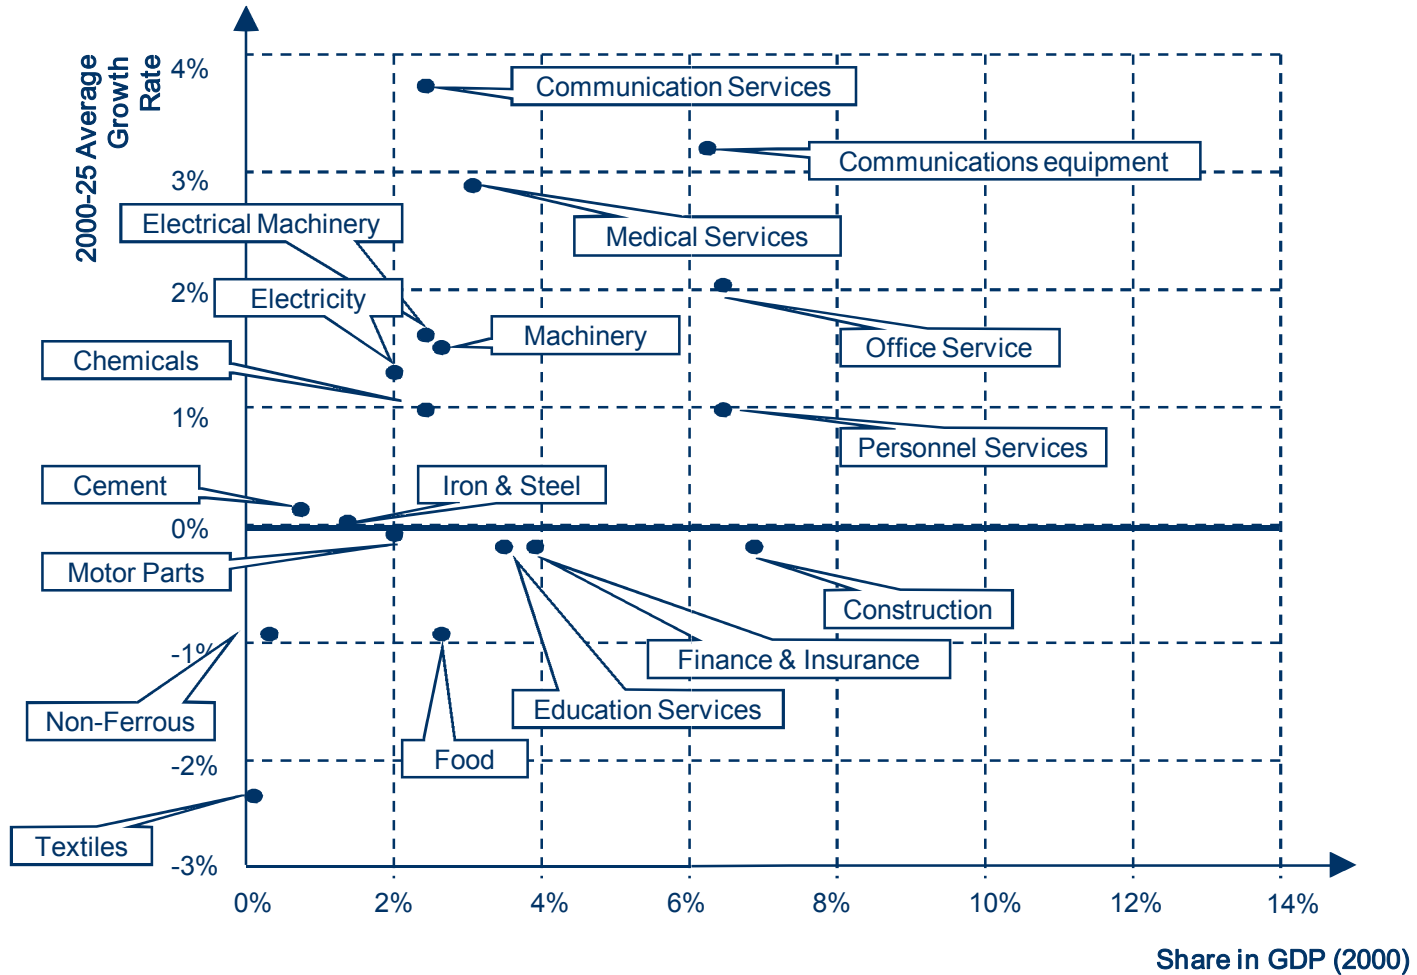 2000-25 Average
Growth
Rate
4%
3%
2%
1%
0%
-1%
-2%
-3%
Communication Services
Communications equipment
Medical Services
Electrical Machinery
Electricity
Machinery
Office Service
Chemicals
Personnel Services
Cement
Iron & Steel
Motor Parts
Construction
Finance & Insurance
Education Services
Non-Ferrous
Food
Textiles
0%
2%
4%
6%
8%
10%
12%
14%
Share in GDP (2000)